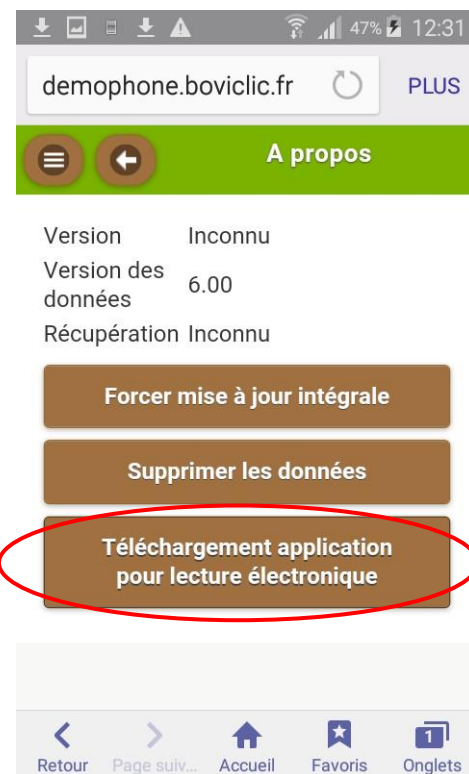 47% 12:31
demophone.boviclic.fr PLUS
A propos
Version Inconnu
Version des
données 6.00
Récupération Inconnu
Forcer mise à jour intégrale
Supprimer les données
Téléchargement application
pour lecture électronique
1
Retour Page suiv... Accueil Favoris Onglets